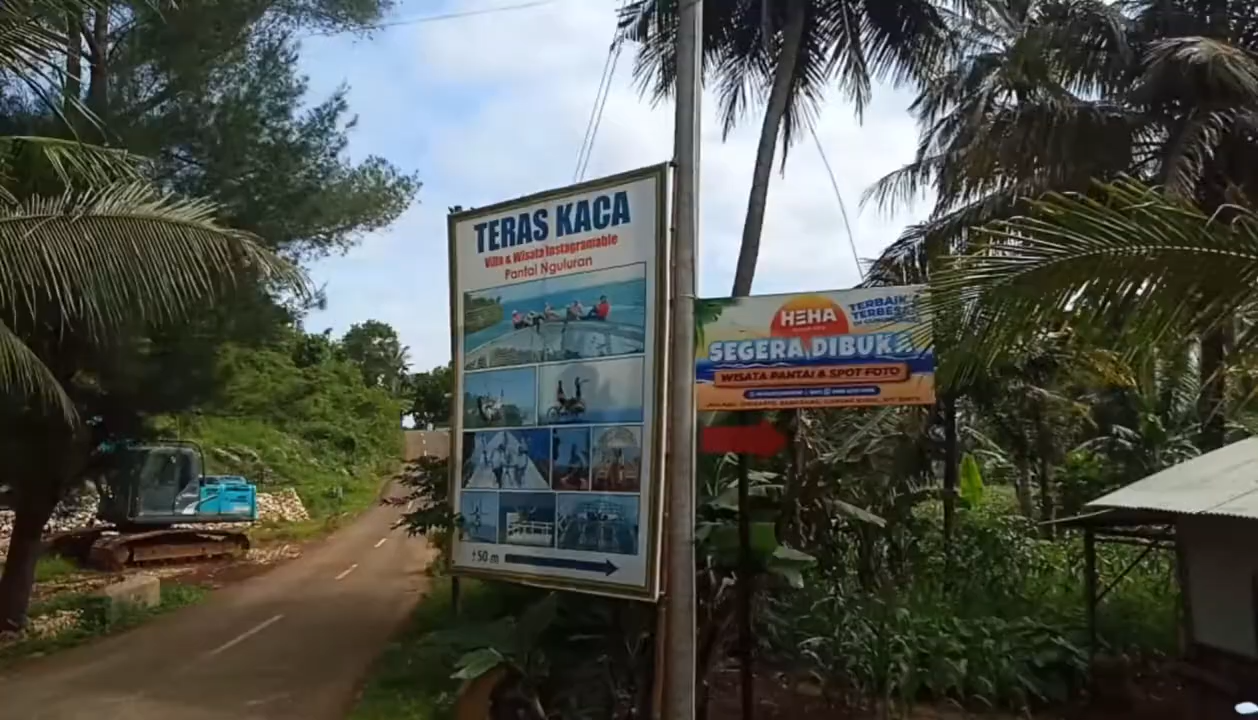 TERAS KACA
Villa & Wisata Instagramable
Pantai Nguluran
±50 m
HEHA
TERBAIK &
SEGERA DIBUKA
WISATA PANTAI & SPOT FOTO